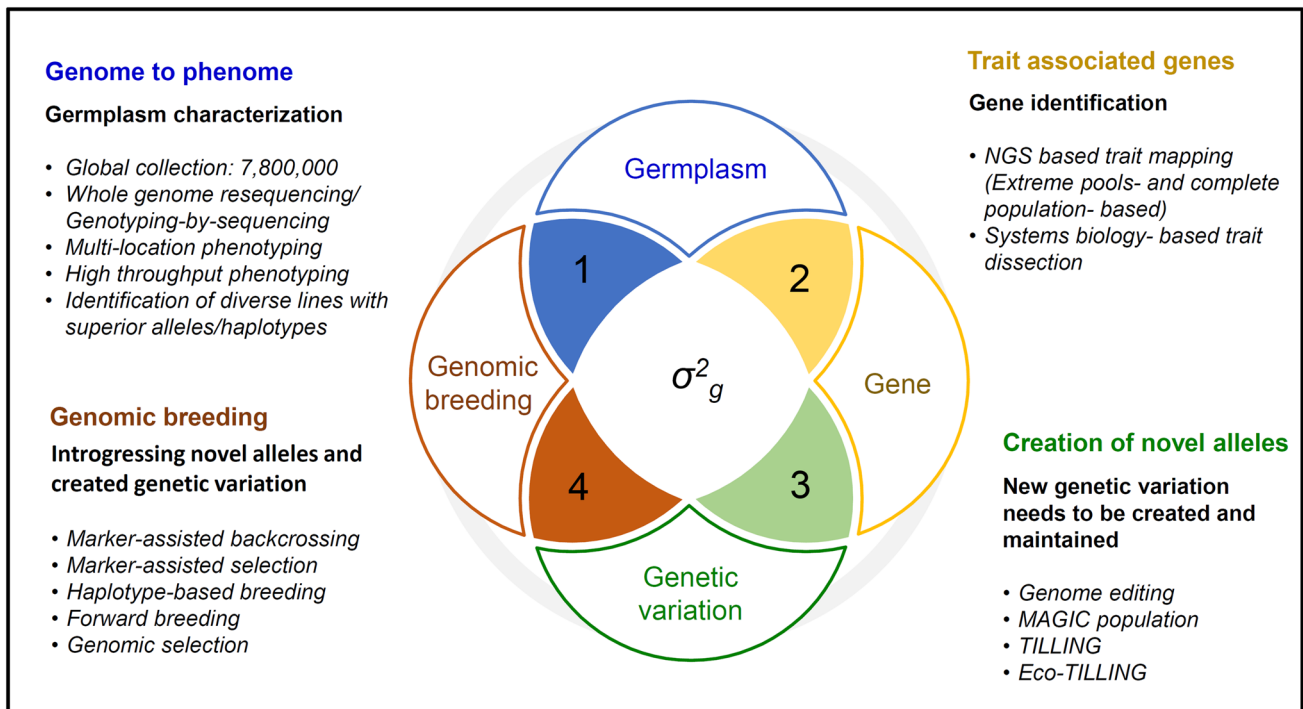 Genome to phenome
Germplasm characterization
• Global collection: 7,800,000
• Whole genome resequencing/
Genotyping-by-sequencing
• Multi-location phenotyping
• High throughput phenotyping
• Identification of diverse lines with
superior alleles/haplotypes
Trait associated genes
Gene identification
• NGS based trait mapping
(Extreme pools- and complete
population- based)
• Systems biology- based trait
dissection
Germplasm
1
2
Genomic
breeding
σ²g
Gene
4
3
Genetic
variation
Genomic breeding
Introgressing novel alleles and
created genetic variation
• Marker-assisted backcrossing
• Marker-assisted selection
• Haplotype-based breeding
• Forward breeding
• Genomic selection
Creation of novel alleles
New genetic variation
needs to be created and
maintained
• Genome editing
• MAGIC population
• TILLING
• Eco-TILLING